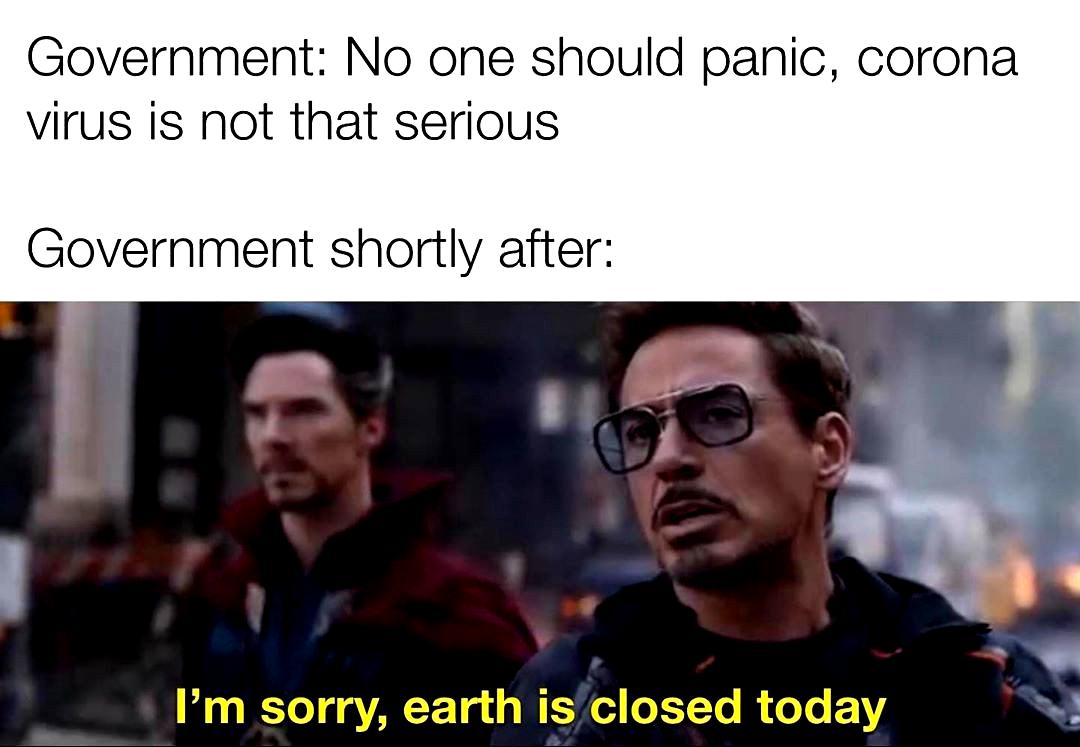 Government: No one should panic, corona
virus is not that serious
Government shortly after:
I’m sorry, earth is closed today